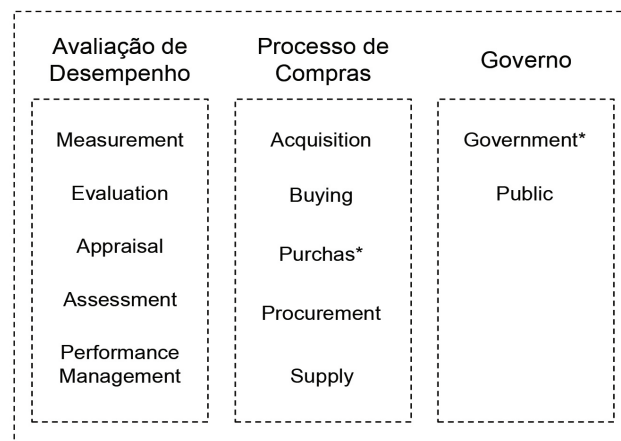 Avaliação de
Desempenho
Measurement
Evaluation
Appraisal
Assessment
Performance
Management
Processo de
Compras
Acquisition
Buying
Purchas*
Procurement
Supply
Governo
Government*
Public